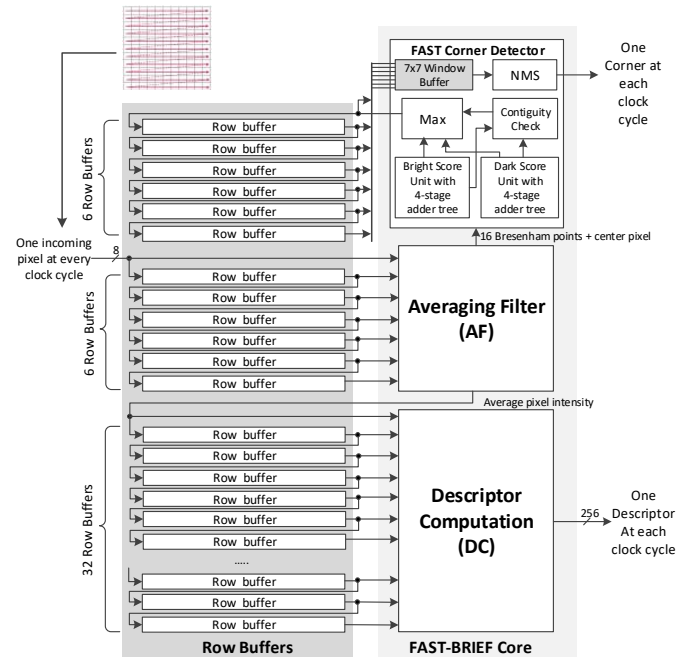 FAST Corner Detector
7x7 Window
Buffer
NMS
One
Corner at
each
clock
cycle
Max
Contiguity
Check
Bright Score
Unit with
4-stage
adder tree
Dark Score
Unit with 4-
stage
adder tree
6 Row Buffers
Row buffer
Row buffer
Row buffer
Row buffer
Row buffer
Row buffer
16 Bresenham points + center pixel
One incoming
pixel at every
clock cycle
8
6 Row Buffers
Row buffer
Row buffer
Row buffer
Row buffer
Row buffer
Row buffer
Averaging Filter
(AF)
Average pixel intensity
32 Row Buffers
Row buffer
Row buffer
Row buffer
Row buffer
Row buffer
Row buffer
.....
Row buffer
Row buffer
Row buffer
Descriptor
Computation
(DC)
256
One
Descriptor
At each
clock cycle
Row Buffers
FAST-BRIEF Core